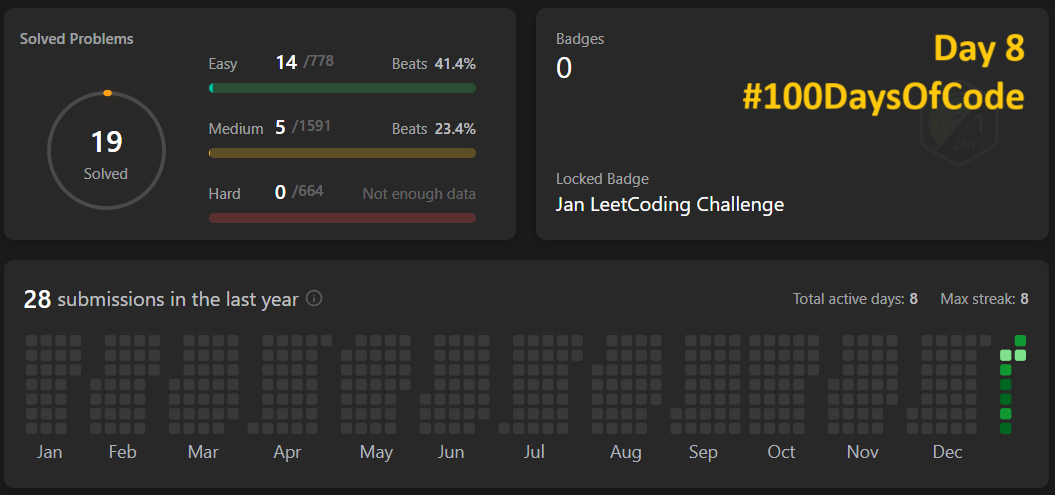 Solved Problems
19
Solved
Easy 14 /778 Beats 41.4%
Medium 5 /1591 Beats 23.4%
Hard 0 /664 Not enough data
Badges
0
Day 8
#100DaysOfCode
1
JAN
Locked Badge
Jan LeetCoding Challenge
28 submissions in the last year
Total active days: 8 Max streak: 8
Jan Feb Mar Apr May Jun Jul Aug Sep Oct Nov Dec